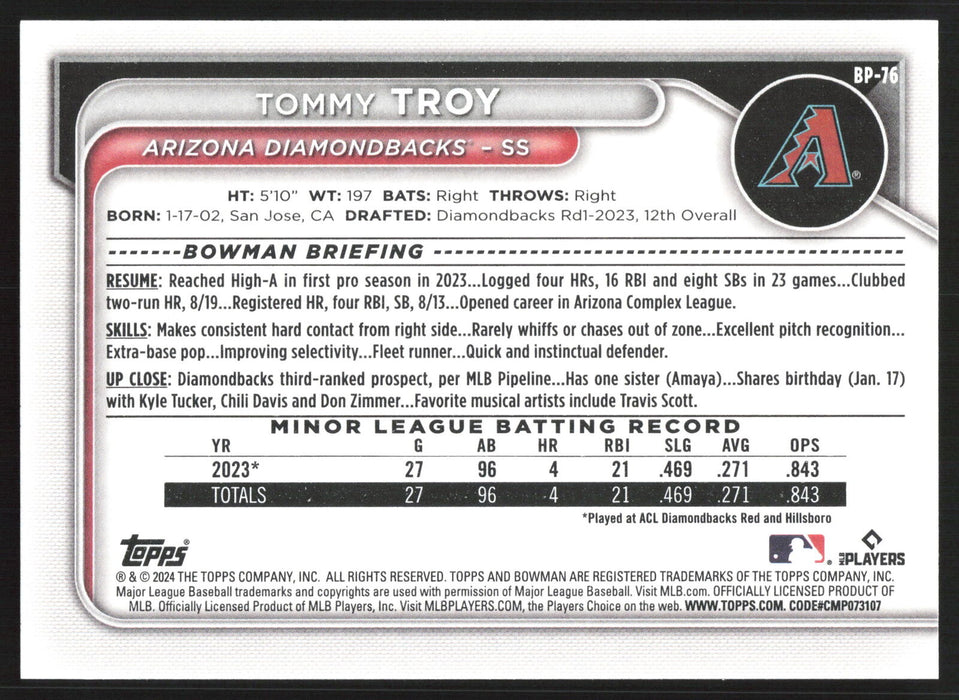 BP-76
TOMMY TROY
ARIZONA DIAMONDBACKS - SS
HT: 5'10" WT: 197 BATS: Right THROWS: Right
BORN: 1-17-02, San Jose, CA DRAFTED: Diamondbacks Rd1-2023, 12th Overall
-------BOWMAN BRIEFING ---------------------------------------------
RESUME: Reached High-A in first pro season in 2023...Logged four HRs, 16 RBI and eight SBs in 23 games...Clubbed
two-run HR, 8/19...Registered HR, four RBI, SB, 8/13...Opened career in Arizona Complex League.
SKILLS: Makes consistent hard contact from right side...Rarely whiffs or chases out of zone...Excellent pitch recognition...
Extra-base pop...Improving selectivity...Fleet runner...Quick and instinctual defender.
UP CLOSE: Diamondbacks third-ranked prospect, per MLB Pipeline...Has one sister (Amaya)...Shares birthday (Jan. 17)
with Kyle Tucker, Chili Davis and Don Zimmer...Favorite musical artists include Travis Scott.
MINOR LEAGUE BATTING RECORD
YR G AB HR RBI SLG AVG OPS
2023* 27 96 4 21 .469 .271 .843
TOTALS 27 96 4 21 .469 .271 .843
*Played at ACL Diamondbacks Red and Hillsboro
TOPPS® MLB PLAYERS
® & © 2024 THE TOPPS COMPANY, INC. ALL RIGHTS RESERVED. TOPPS AND BOWMAN ARE REGISTERED TRADEMARKS OF THE TOPPS COMPANY, INC.
Major League Baseball trademarks and copyrights are used with permission of Major League Baseball. Visit MLB.com. OFFICIALLY LICENSED PRODUCT OF
MLB. Officially Licensed Product of MLB Players, Inc. Visit MLBPLAYERS.COM, the Players Choice on the web. WWW.TOPPS.COM. CODE#CMP073107